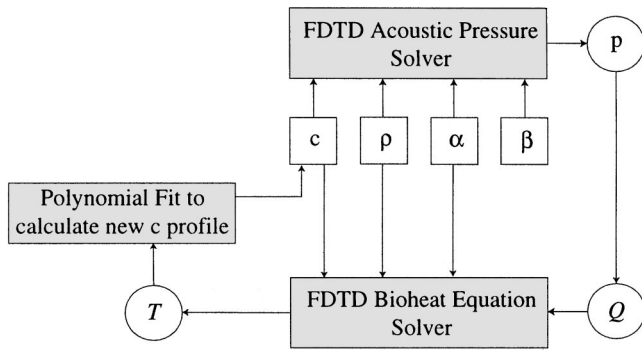 FDTD Acoustic Pressure
Solver
p
c
ρ
α
β
Polynomial Fit to
calculate new c profile
T
FDTD Bioheat Equation
Solver
Q